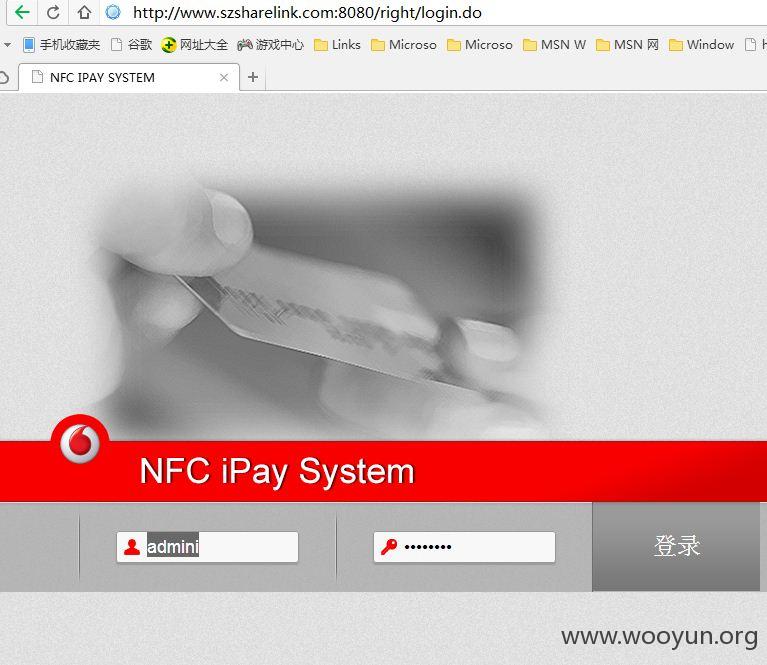 http://www.szsharelink.com:8080/right/login.do
手机收藏夹 谷歌 网址大全 游戏中心 Links Microso Microso MSN W MSN 网 Window
NFC IPAY SYSTEM
NFC iPay System
admini
••••••••
登录
www.wooyun.org